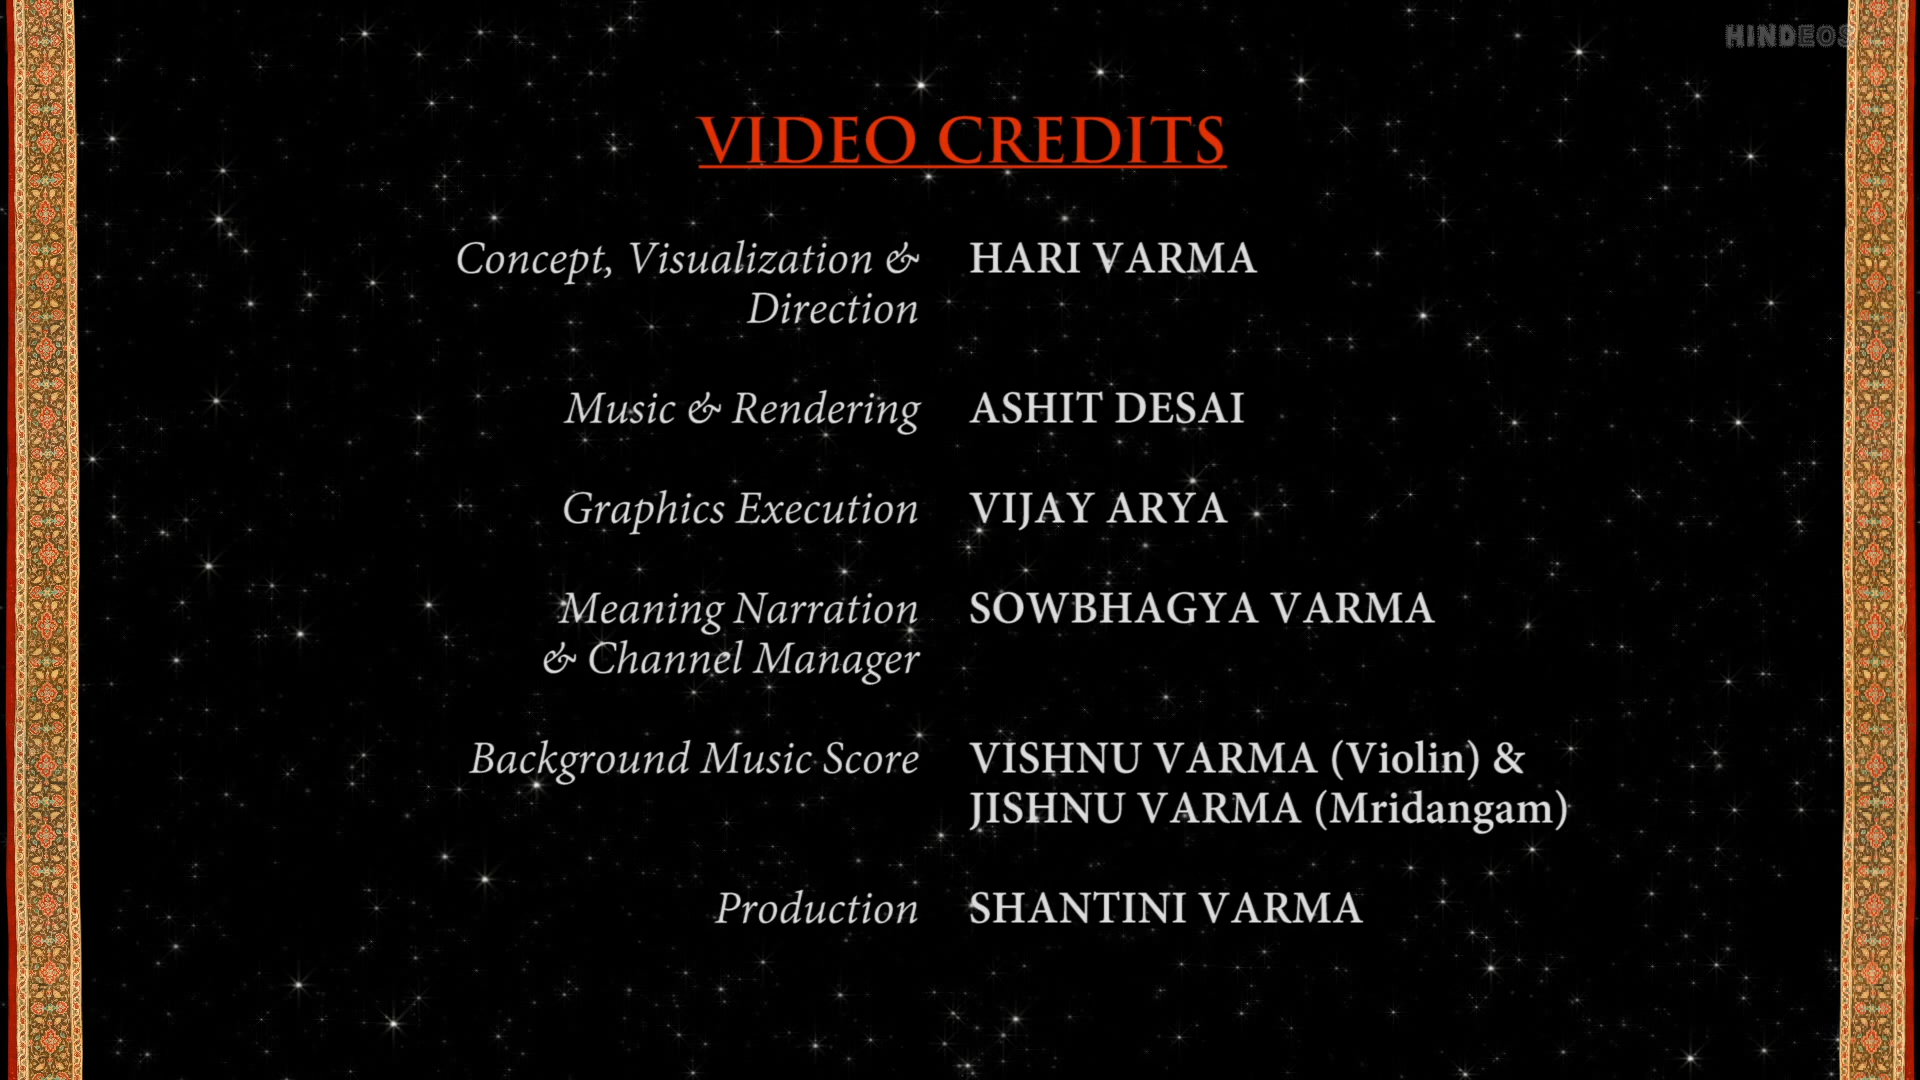 HINDEOS
VIDEO CREDITS
Concept, Visualization & HARI VARMA
Direction
Music & Rendering ASHIT DESAI
Graphics Execution VIJAY ARYA
Meaning Narration SOWBHAGYA VARMA
& Channel Manager
Background Music Score VISHNU VARMA (Violin) &
JISHNU VARMA (Mridangam)
Production SHANTINI VARMA